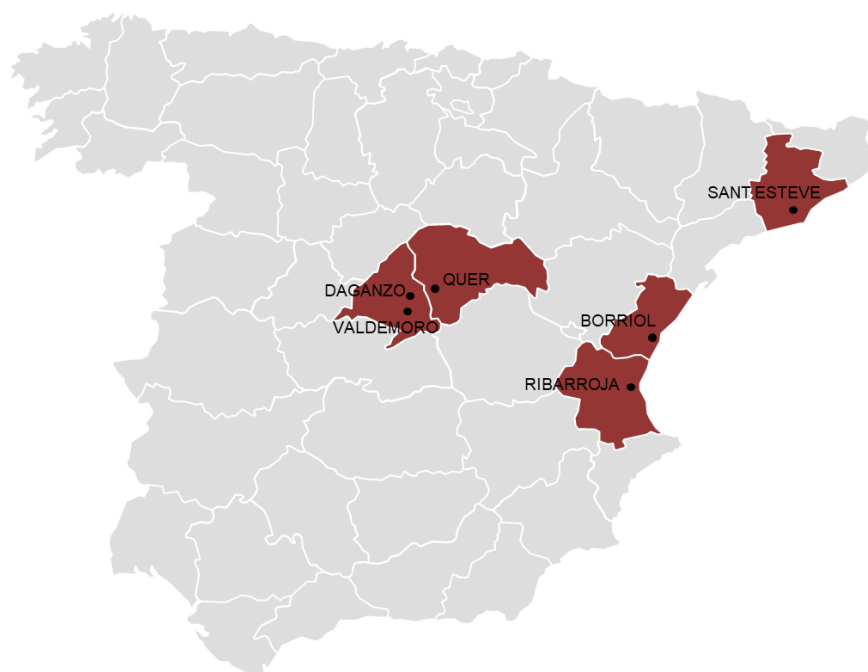 SANT ESTEVE
QUER
DAGANZO
VALDEMORO
BORRIOL
RIBARROJA